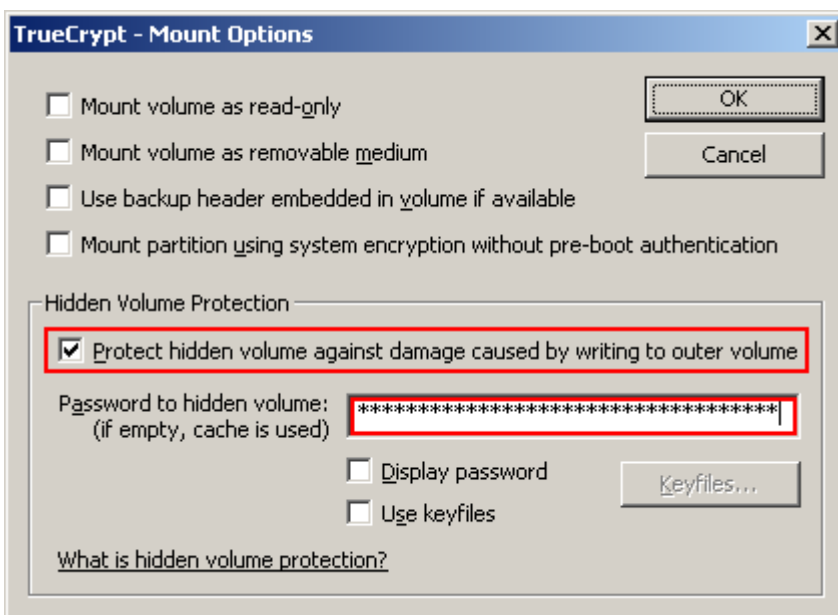 TrueCrypt - Mount Options
Mount volume as read-only
OK
Mount volume as removable medium
Cancel
Use backup header embedded in volume if available
Mount partition using system encryption without pre-boot authentication
Hidden Volume Protection
Protect hidden volume against damage caused by writing to outer volume
Password to hidden volume:
(if empty, cache is used)
***********************************
Display password
Keyfiles...
Use keyfiles
What is hidden volume protection?